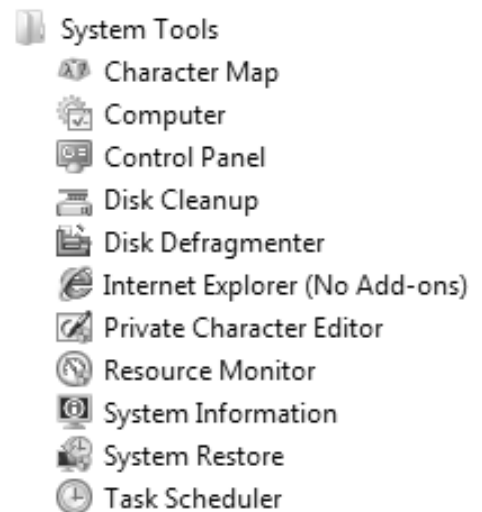 System Tools
Character Map
Computer
Control Panel
Disk Cleanup
Disk Defragmenter
Internet Explorer (No Add-ons)
Private Character Editor
Resource Monitor
System Information
System Restore
Task Scheduler